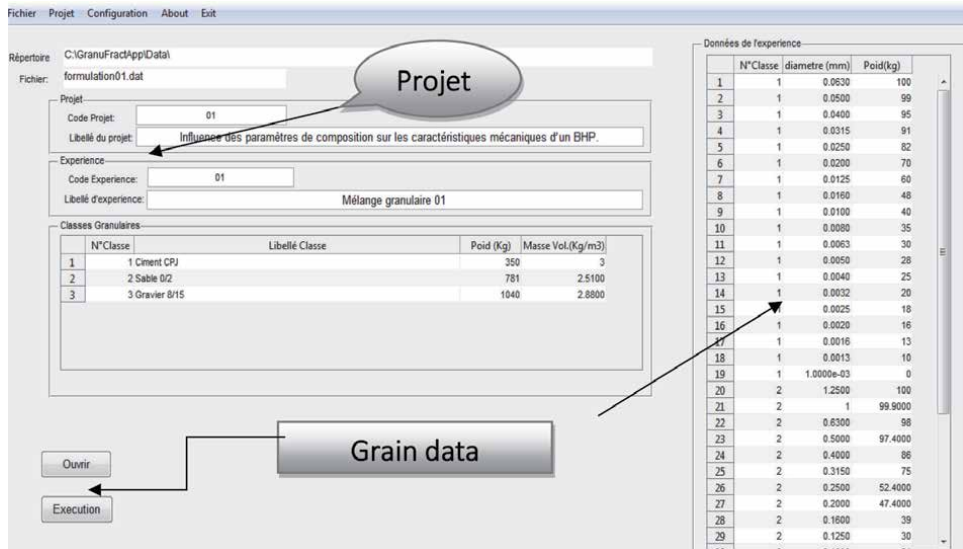 Fichier Projet Configuration About Exit
Répertoire C:\GranuFractApp\Data\
Fichier: formulation01.dat
Projet
Projet
Code Projet: 01
Libellé du projet: Influence des paramètres de composition sur les caractéristiques mécaniques d'un BHP.
Experience
Code Experience: 01
Libellé d'experience: Mélange granulaire 01
Classes Granulaires
N°Classe Libellé Classe Poid (Kg) Masse Vol.(Kg/m3)
1 1 Ciment CPJ 350 3
2 2 Sable 0/2 781 2.5100
3 3 Gravier 8/15 1040 2.8800
Grain data
Ouvrir
Execution
Données de l'experience
N°Classe diametre (mm) Poid(kg)
1 1 0.0630 100
2 1 0.0500 99
3 1 0.0400 95
4 1 0.0315 91
5 1 0.0250 82
6 1 0.0200 70
7 1 0.0125 60
8 1 0.0160 48
9 1 0.0100 40
10 1 0.0080 35
11 1 0.0063 30
12 1 0.0050 28
13 1 0.0040 25
14 1 0.0032 20
15 1 0.0025 18
16 1 0.0020 16
17 1 0.0016 13
18 1 0.0013 10
19 1 1.0000e-03 0
20 2 1.2500 100
21 2 1 99.9000
22 2 0.6300 98
23 2 0.5000 97.4000
24 2 0.4000 86
25 2 0.3150 75
26 2 0.2500 52.4000
27 2 0.2000 47.4000
28 2 0.1600 39
29 2 0.1250 30